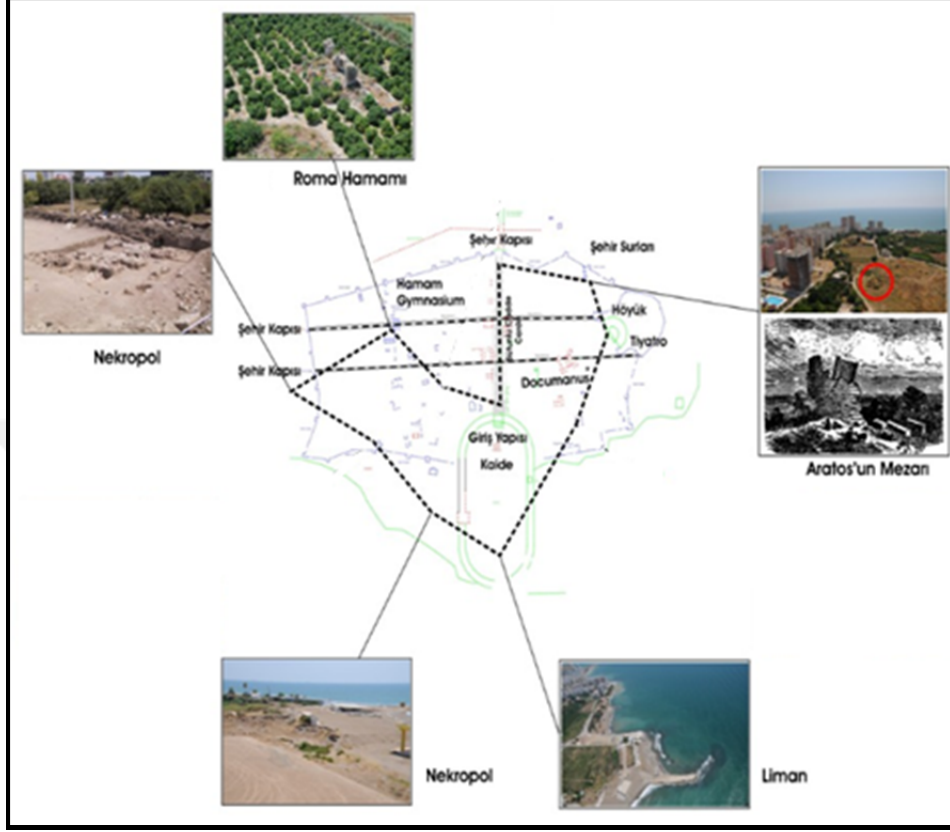 Roma Hamamı
Şehir Kapısı
Şehir Surları
Hamam
Gymnasium
Höyük
Şehir Kapısı
Tiyatro
Nekropol
Şehir Kapısı
Documanus
Giriş Yapısı
Kaide
Aratos'un Mezarı
Nekropol
Liman